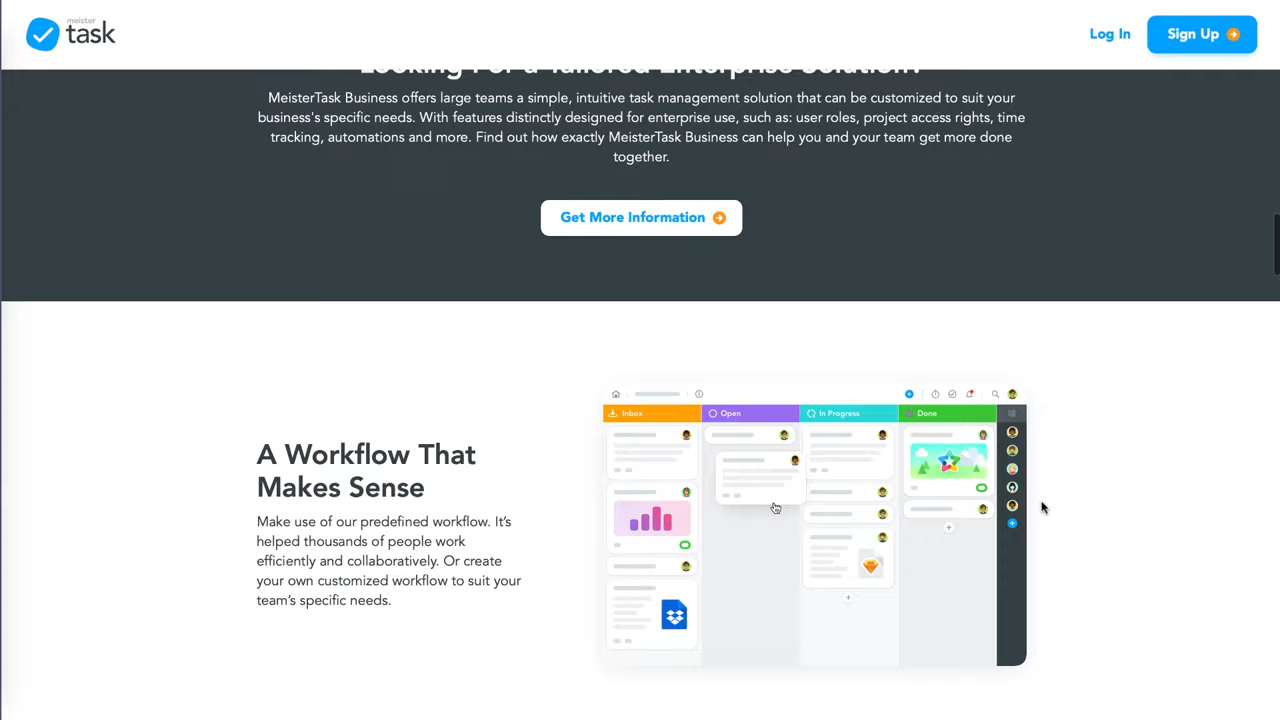 meister
task
Log In
Sign Up
Looking For a Tailored Enterprise Solution?
MeisterTask Business offers large teams a simple, intuitive task management solution that can be customized to suit your
business's specific needs. With features distinctly designed for enterprise use, such as: user roles, project access rights, time
tracking, automations and more. Find out how exactly MeisterTask Business can help you and your team get more done
together.
Get More Information
A Workflow That
Makes Sense
Make use of our predefined workflow. It's
helped thousands of people work
efficiently and collaboratively. Or create
your own customized workflow to suit your
team's specific needs.
Inbox
Open
In Progress
Done